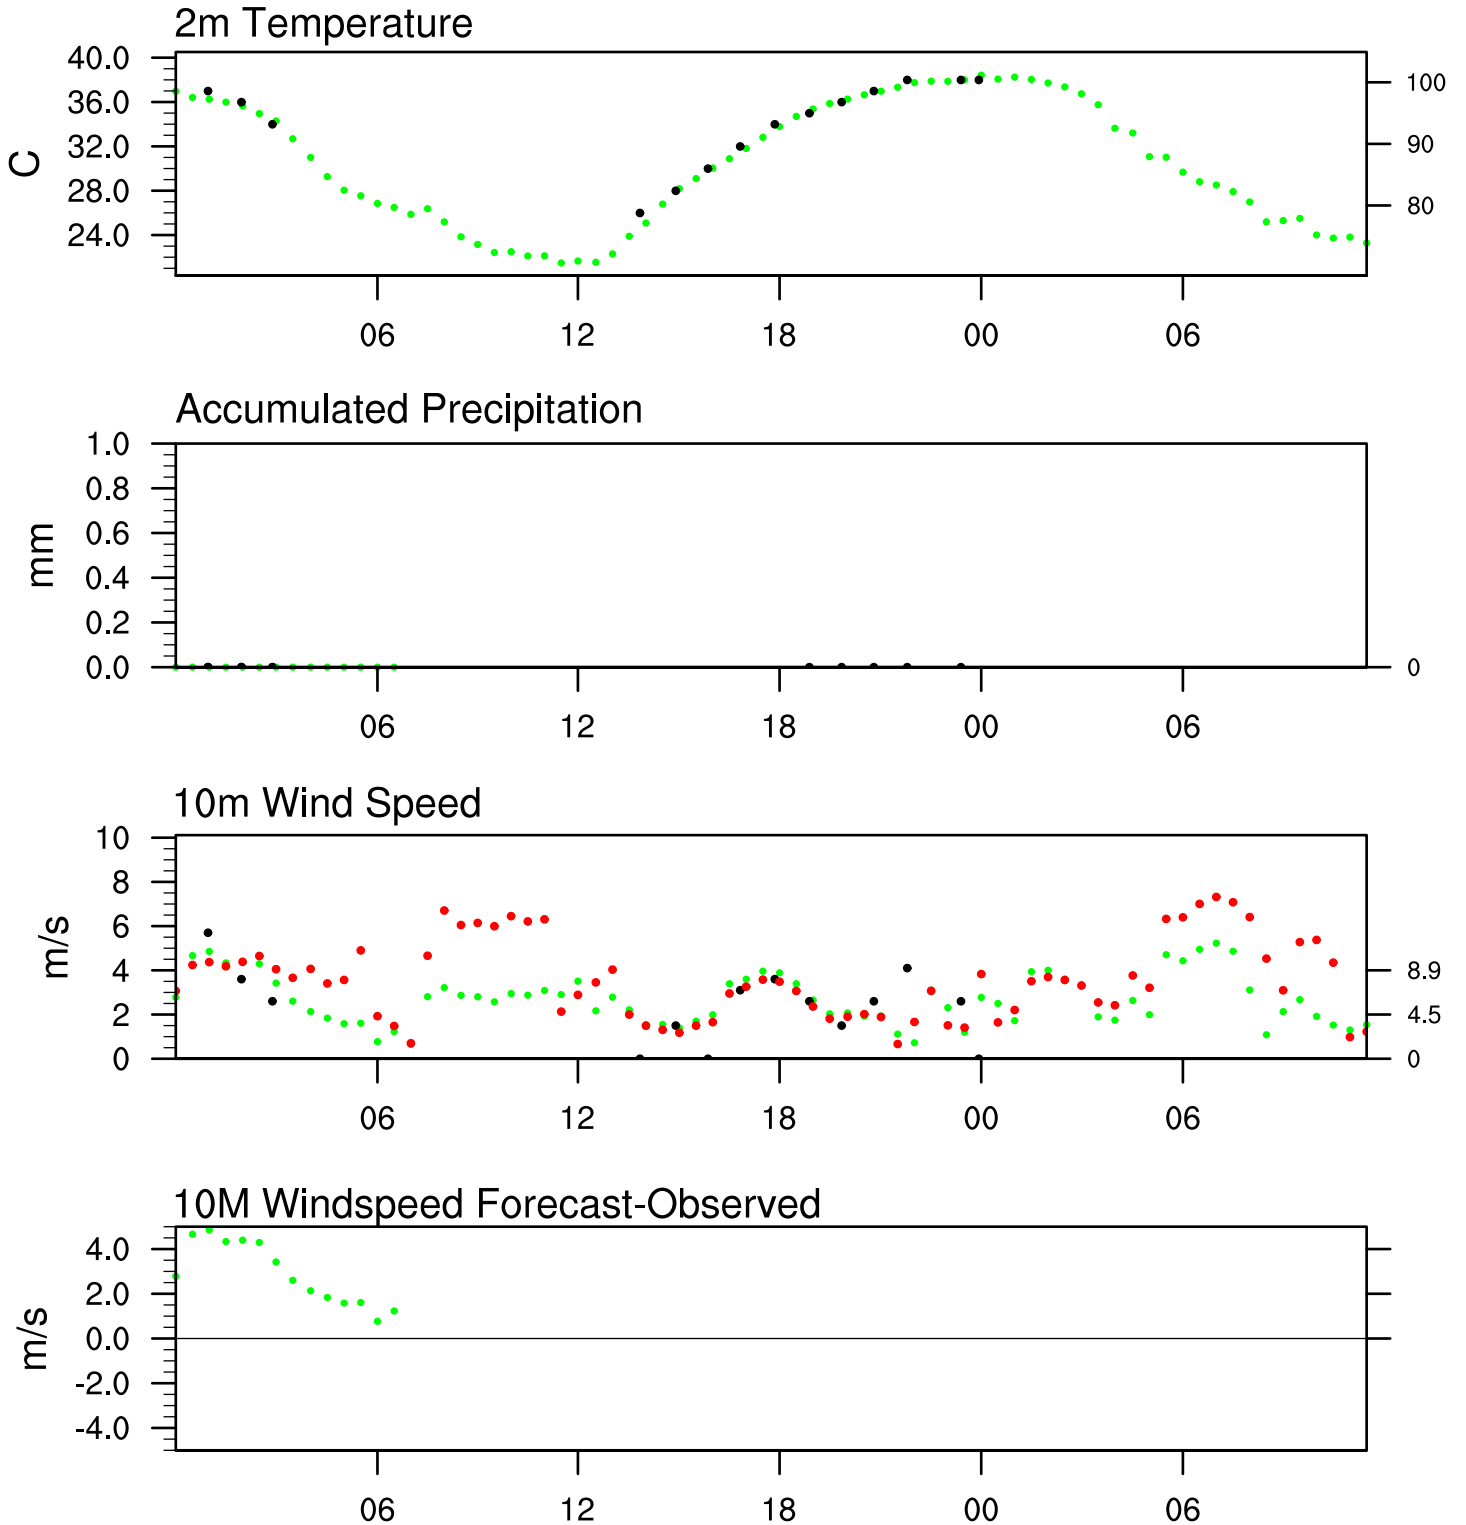 2m Temperature
40.0
36.0
32.0
28.0
24.0
C
100
90
80
06 12 18 00 06
Accumulated Precipitation
1.0
0.8
0.6
0.4
0.2
0.0
mm
0
06 12 18 00 06
10m Wind Speed
10
8
6
4
2
0
m/s
8.9
4.5
0
06 12 18 00 06
10M Windspeed Forecast-Observed
4.0
2.0
0.0
-2.0
-4.0
m/s
06 12 18 00 06